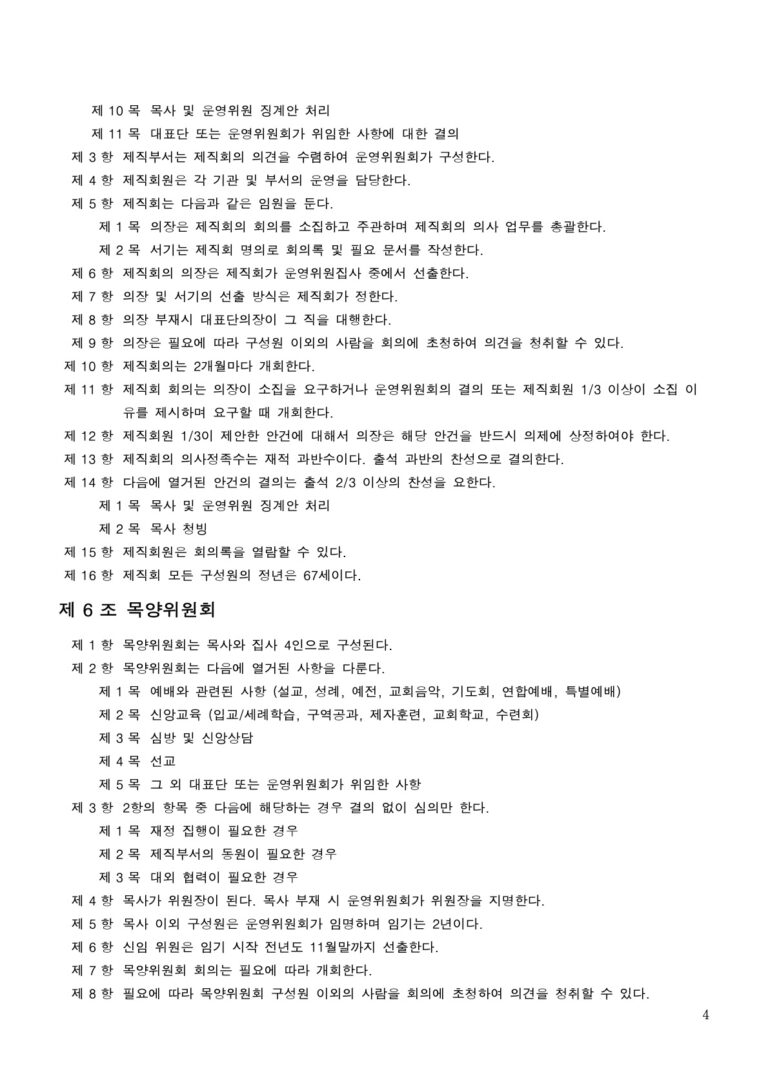 제 10 목 목사 및 운영위원 징계안 처리
제 11 목 대표단 또는 운영위원회가 위임한 사항에 대한 결의
제 3 항 제직부서는 제직회의 의견을 수렴하여 운영위원회가 구성한다.
제 4 항 제직회원은 각 기관 및 부서의 운영을 담당한다.
제 5 항 제직회는 다음과 같은 임원을 둔다.
제 1 목 의장은 제직회의 회의를 소집하고 주관하며 제직회의 의사 업무를 총괄한다.
제 2 목 서기는 제직회 명의로 회의록 및 필요 문서를 작성한다.
제 6 항 제직회의 의장은 제직회가 운영위원집사 중에서 선출한다.
제 7 항 의장 및 서기의 선출 방식은 제직회가 정한다.
제 8 항 의장 부재시 대표단의장이 그 직을 대행한다.
제 9 항 의장은 필요에 따라 구성원 이외의 사람을 회의에 초청하여 의견을 청취할 수 있다.
제 10 항 제직회의는 2개월마다 개회한다.
제 11 항 제직회 회의는 의장이 소집을 요구하거나 운영위원회의 결의 또는 제직회원 1/3 이상이 소집 이
유를 제시하며 요구할 때 개회한다.
제 12 항 제직회원 1/3이 제안한 안건에 대해서 의장은 해당 안건을 반드시 의제에 상정하여야 한다.
제 13 항 제직회의 의사정족수는 재적 과반수이다. 출석 과반의 찬성으로 결의한다.
제 14 항 다음에 열거된 안건의 결의는 출석 2/3 이상의 찬성을 요한다.
제 1 목 목사 및 운영위원 징계안 처리
제 2 목 목사 청빙
제 15 항 제직회원은 회의록을 열람할 수 있다.
제 16 항 제직회 모든 구성원의 정년은 67세이다.
제 6 조 목양위원회
제 1 항 목양위원회는 목사와 집사 4인으로 구성된다.
제 2 항 목양위원회는 다음에 열거된 사항을 다룬다.
제 1 목 예배와 관련된 사항 (설교, 성례, 예전, 교회음악, 기도회, 연합예배, 특별예배)
제 2 목 신앙교육 (입교/세례학습, 구역공과, 제자훈련, 교회학교, 수련회)
제 3 목 심방 및 신앙상담
제 4 목 선교
제 5 목 그 외 대표단 또는 운영위원회가 위임한 사항
제 3 항 2항의 항목 중 다음에 해당하는 경우 결의 없이 심의만 한다.
제 1 목 재정 집행이 필요한 경우
제 2 목 제직부서의 동원이 필요한 경우
제 3 목 대외 협력이 필요한 경우
제 4 항 목사가 위원장이 된다. 목사 부재 시 운영위원회가 위원장을 지명한다.
제 5 항 목사 이외 구성원은 운영위원회가 임명하며 임기는 2년이다.
제 6 항 신임 위원은 임기 시작 전년도 11월말까지 선출한다.
제 7 항 목양위원회 회의는 필요에 따라 개회한다.
제 8 항 필요에 따라 목양위원회 구성원 이외의 사람을 회의에 초청하여 의견을 청취할 수 있다.
4